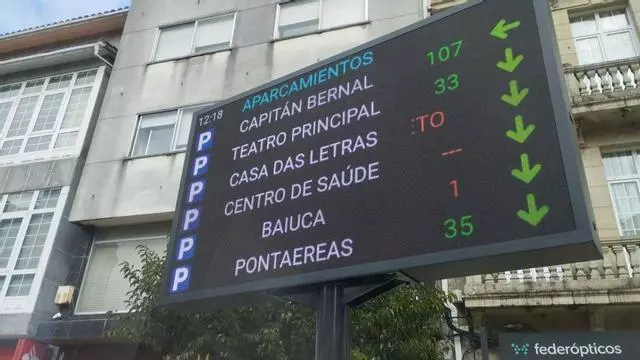 12:18 APARCAMIENTOS
P CAPITÁN BERNAL 107
P TEATRO PRINCIPAL 33
P CASA DAS LETRAS :TO
P CENTRO DE SAÚDE ---
P BAIUCA 1
P PONTAEREAS 35
federópticos